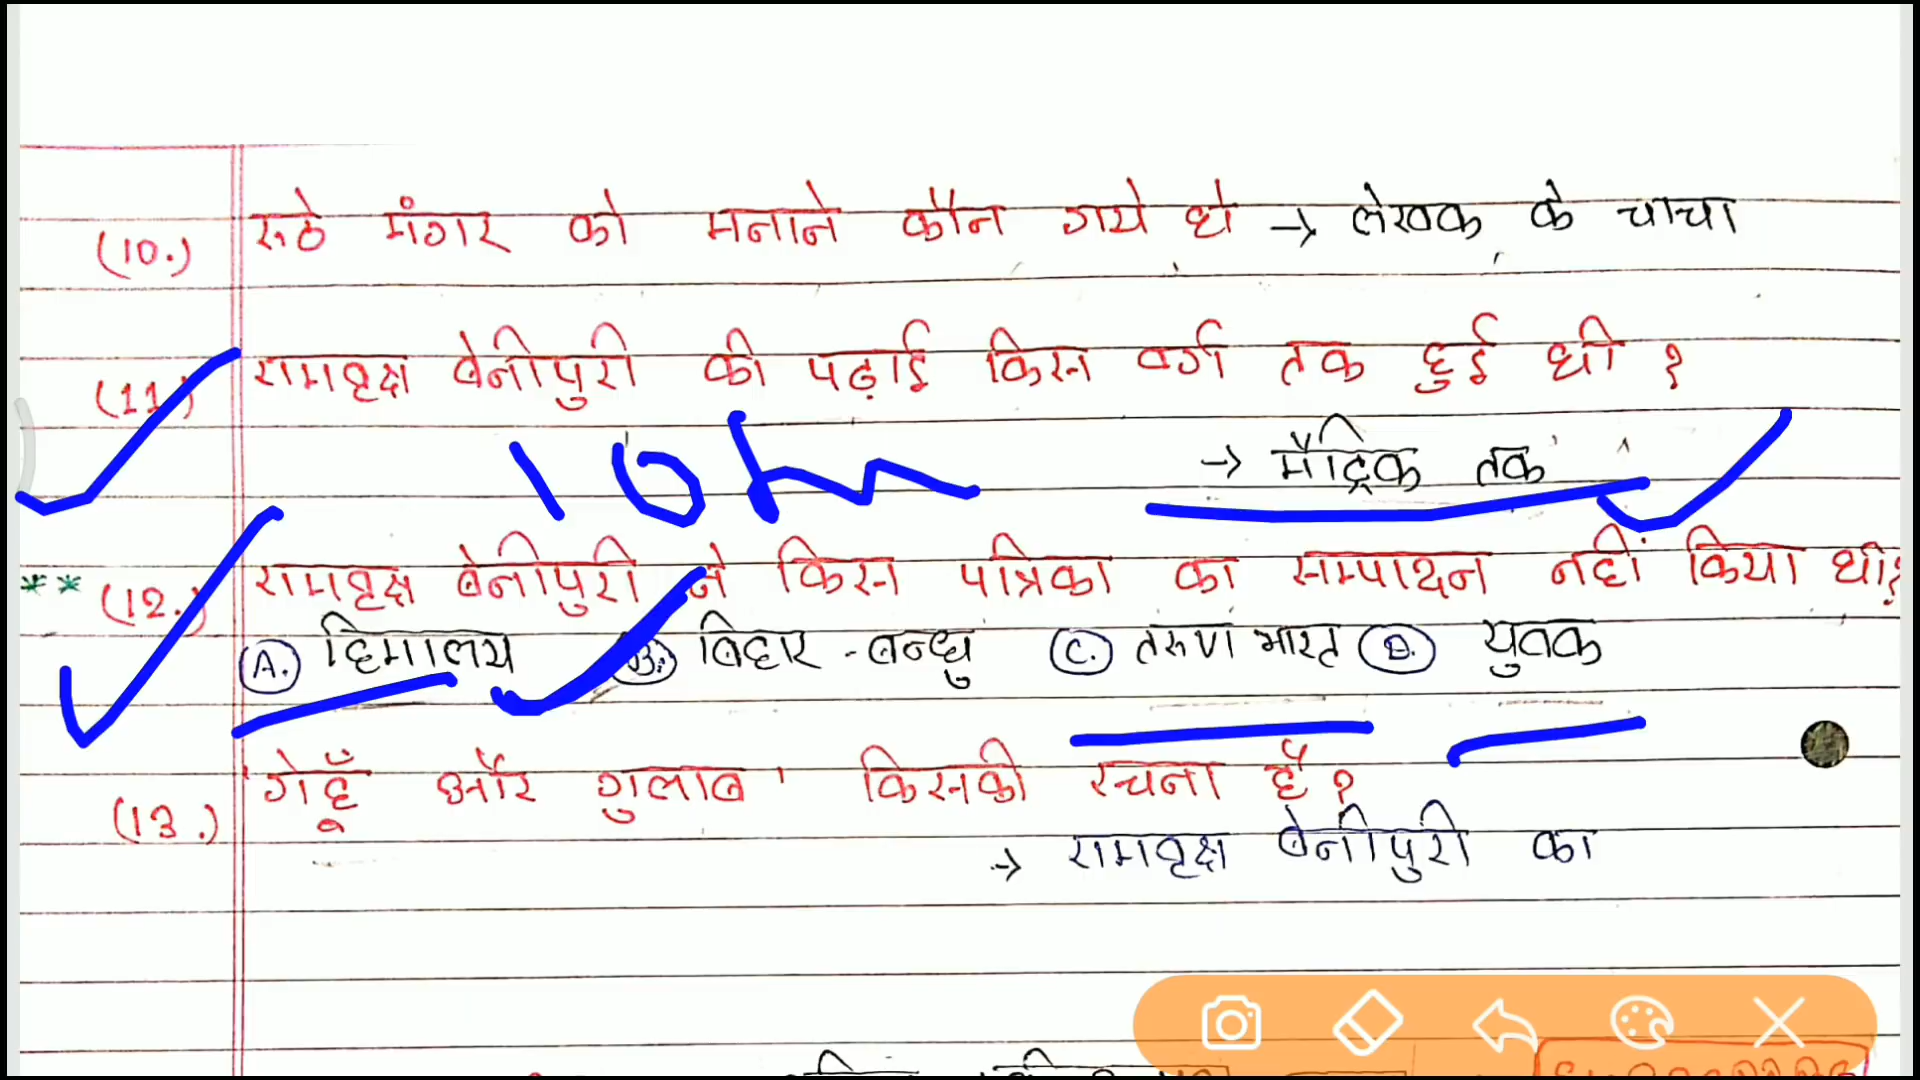 (10.) रुठे मंगर को मनाने कौन गये थे → लेखक के चाचा
(11) रामवृक्ष बेनीपुरी की पढ़ाई किस वर्ग तक हुई थी ?
→ मैट्रिक तक
10th
** (12.) रामवृक्ष बेनीपुरी ने किस पत्रिका का सम्पादन नहीं किया था?
(A.) हिमालय (B.) बिहार - बन्धु (C.) तरुण भारत (D.) युवक
(13.) 'गेहूँ और गुलाब' किसकी रचना है ?
→ रामवृक्ष बेनीपुरी का